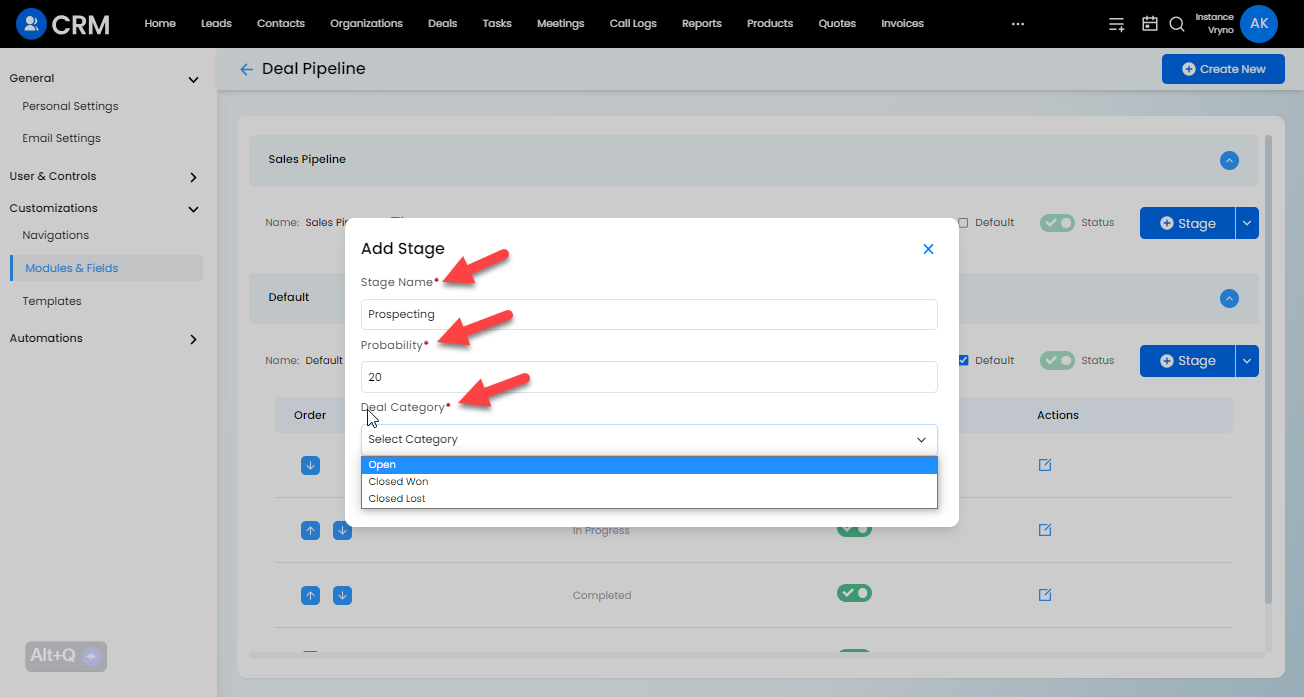 CRM
Home Leads Contacts Organizations Deals Tasks Meetings Call Logs Reports Products Quotes Invoices ... Instance Vryno AK
General
Personal Settings
Email Settings
User & Controls
Customizations
Navigations
Modules & Fields
Templates
Automations
Alt+Q
Deal Pipeline
Create New
Sales Pipeline
Name: Sales Default Status Stage
Default
Name: Default Default Status Stage
Order Actions
In Progress
Completed
Add Stage
Stage Name*
Prospecting
Probability*
20
Deal Category*
Select Category
Open
Closed Won
Closed Lost